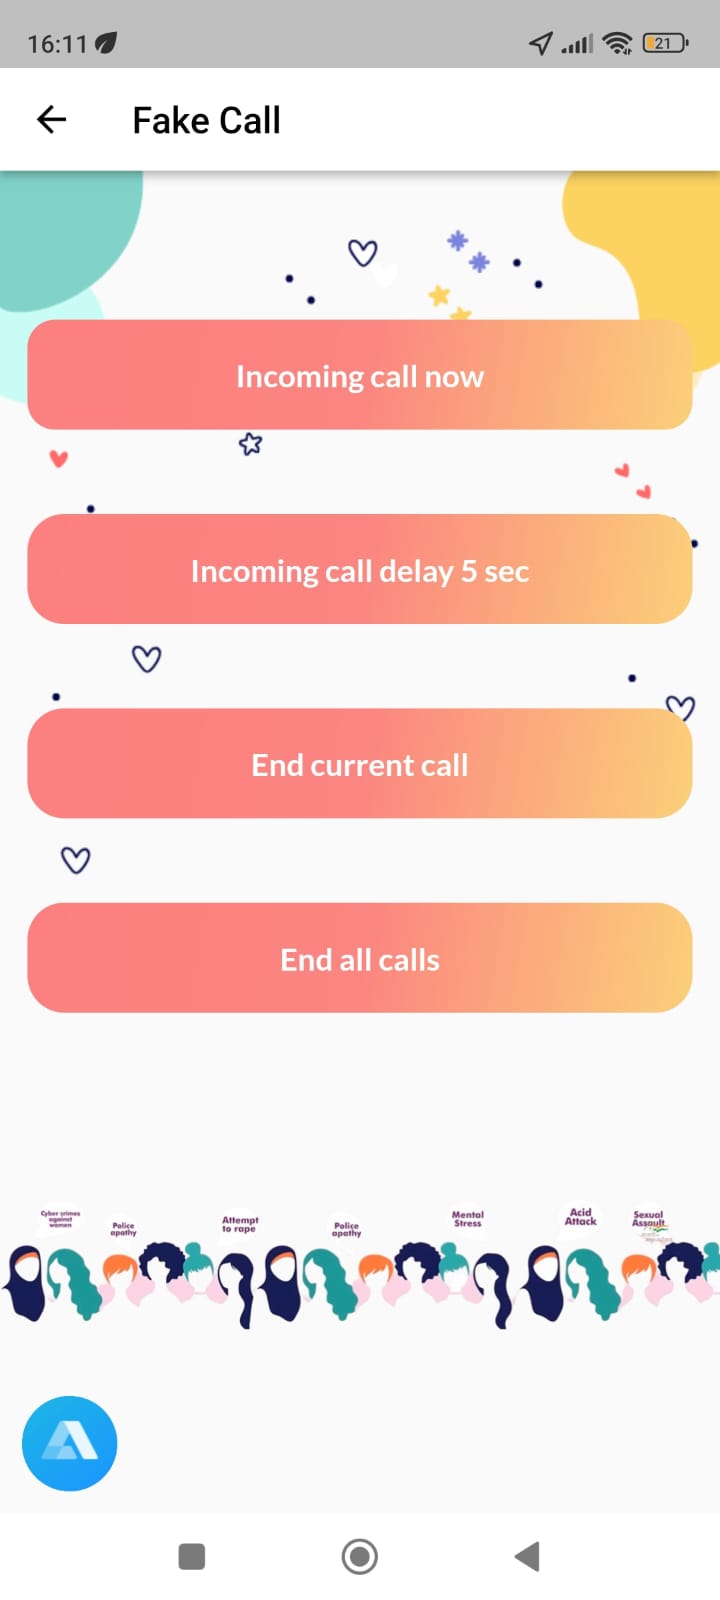 16:11
21
Fake Call
Incoming call now
Incoming call delay 5 sec
End current call
End all calls
Cyber crimes
against
women
Police
apathy
Attempt
to rape
Police
apathy
Mental
Stress
Acid
Attack
Sexual
Assault